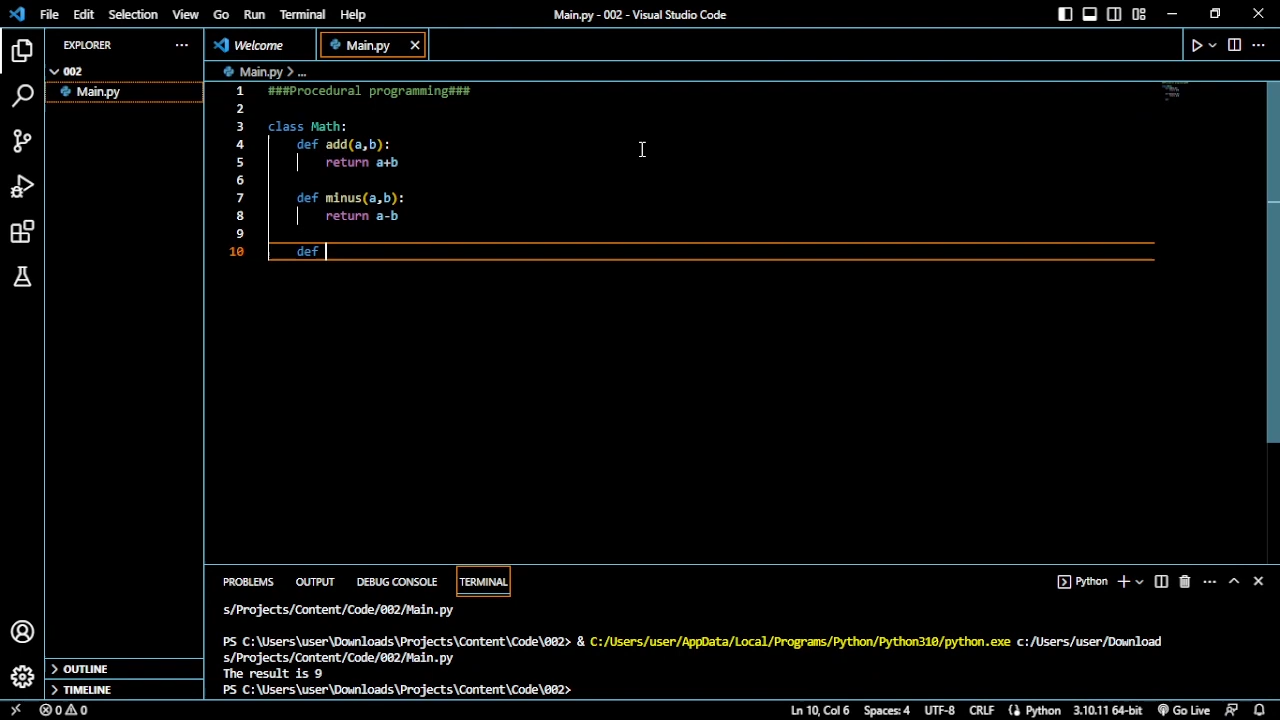 File Edit Selection View Go Run Terminal Help
Main.py - 002 - Visual Studio Code
EXPLORER
Welcome
Main.py
002
Main.py
Main.py > ...
1 ###Procedural programming###
2
3 class Math:
4 def add(a,b):
5 return a+b
6
7 def minus(a,b):
8 return a-b
9
10 def
PROBLEMS OUTPUT DEBUG CONSOLE TERMINAL
Python
s/Projects/Content/Code/002/Main.py
PS C:\Users\user\Downloads\Projects\Content\Code\002> & C:/Users/user/AppData/Local/Programs/Python/Python310/python.exe c:/Users/user/Download
s/Projects/Content/Code/002/Main.py
The result is 9
PS C:\Users\user\Downloads\Projects\Content\Code\002>
OUTLINE
TIMELINE
0 0
Ln 10, Col 6 Spaces: 4 UTF-8 CRLF Python 3.10.11 64-bit Go Live